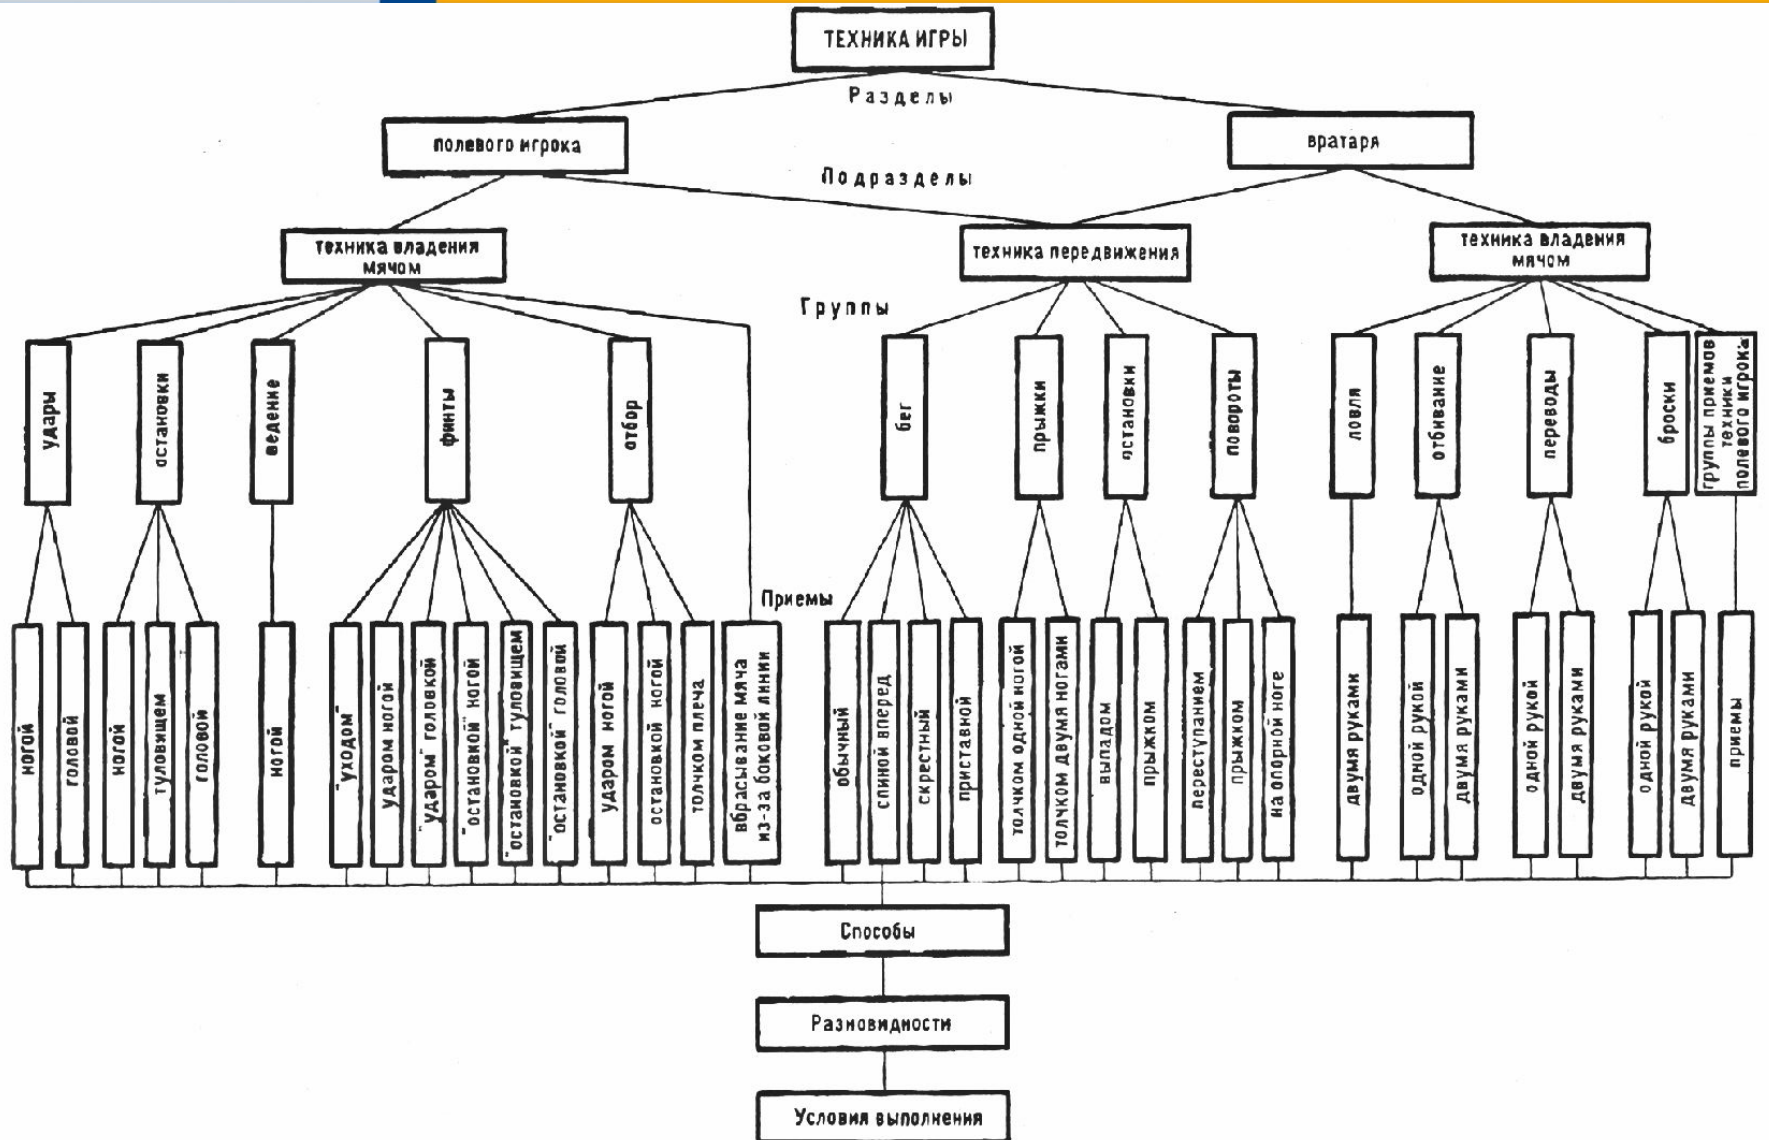 ТЕХНИКА ИГРЫ
Разделы
полевого игрока
вратаря
Подразделы
техника владения
мячом
техника передвижения
техника владения
мячом
Группы
удары
остановки
ведение
финты
отбор
бег
прыжки
остановки
повороты
ловля
отбивание
переводы
броски
группы приемов
техники
полевого игрока
Приемы
ногой
головой
ногой
туловищем
головой
ногой
"уходом"
ударом ногой
"ударом" головкой
"остановкой" ногой
"остановкой" туловищем
"остановкой" головой
ударом ногой
остановкой ногой
толчком плеча
вбрасывание мяча
из-за боковой линии
обычный
спиной вперед
скрестный
приставной
толчком одной ногой
толчком двумя ногами
выпадом
прыжком
переступанием
прыжком
на опорной ноге
двумя руками
одной рукой
двумя руками
одной рукой
двумя руками
одной рукой
двумя руками
приемы
Способы
Разновидности
Условия выполнения